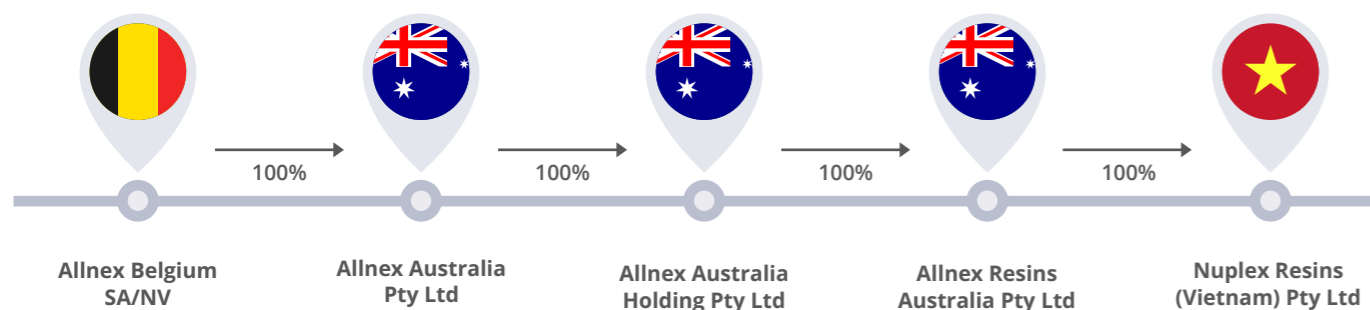 100%
100%
100%
100%
Allnex Belgium
SA/NV
Allnex Australia
Pty Ltd
Allnex Australia
Holding Pty Ltd
Allnex Resins
Australia Pty Ltd
Nuplex Resins
(Vietnam) Pty Ltd